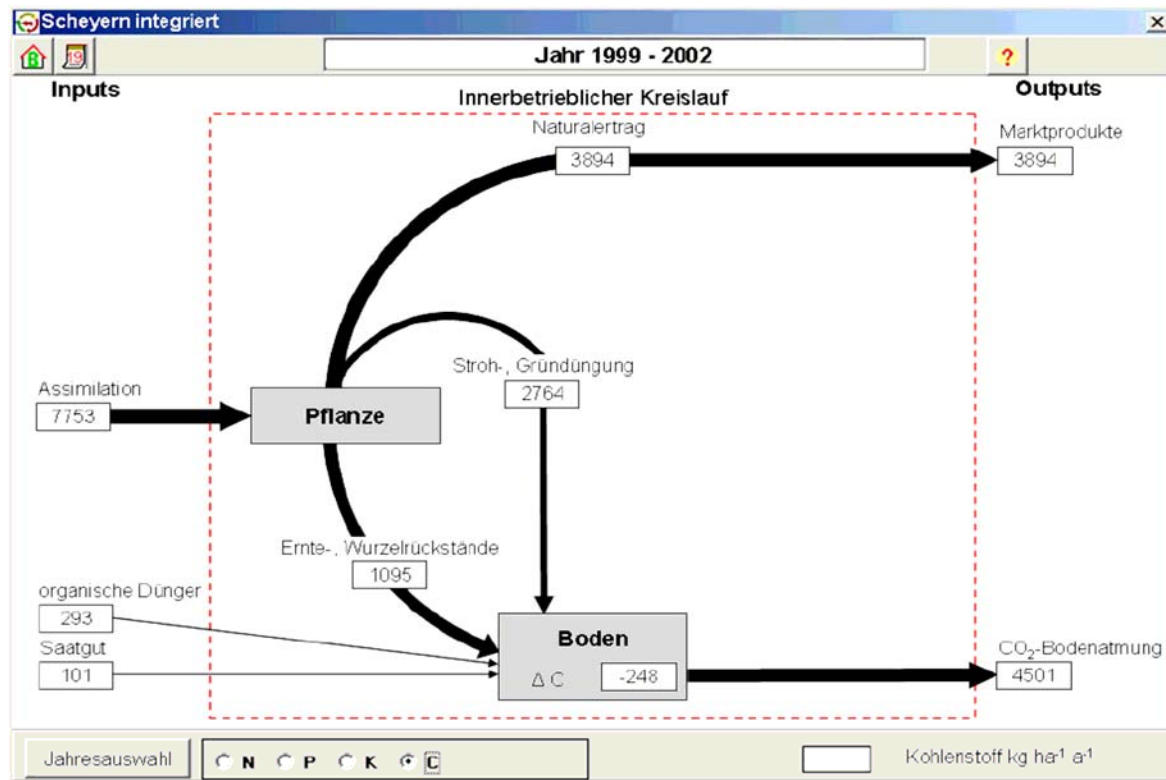 Scheyern integriert
19
Jahr 1999 - 2002
?
Inputs
Outputs
Innerbetrieblicher Kreislauf
Naturalertrag
3894
Marktprodukte
3894
Stroh-, Gründüngung
2764
Assimilation
7753
Pflanze
Ernte-, Wurzelrückstände
1095
organische Dünger
293
Saatgut
101
Boden
Δ C -248
CO₂-Bodenatmung
4501
Jahresauswahl
N P K C
Kohlenstoff kg ha⁻¹ a⁻¹